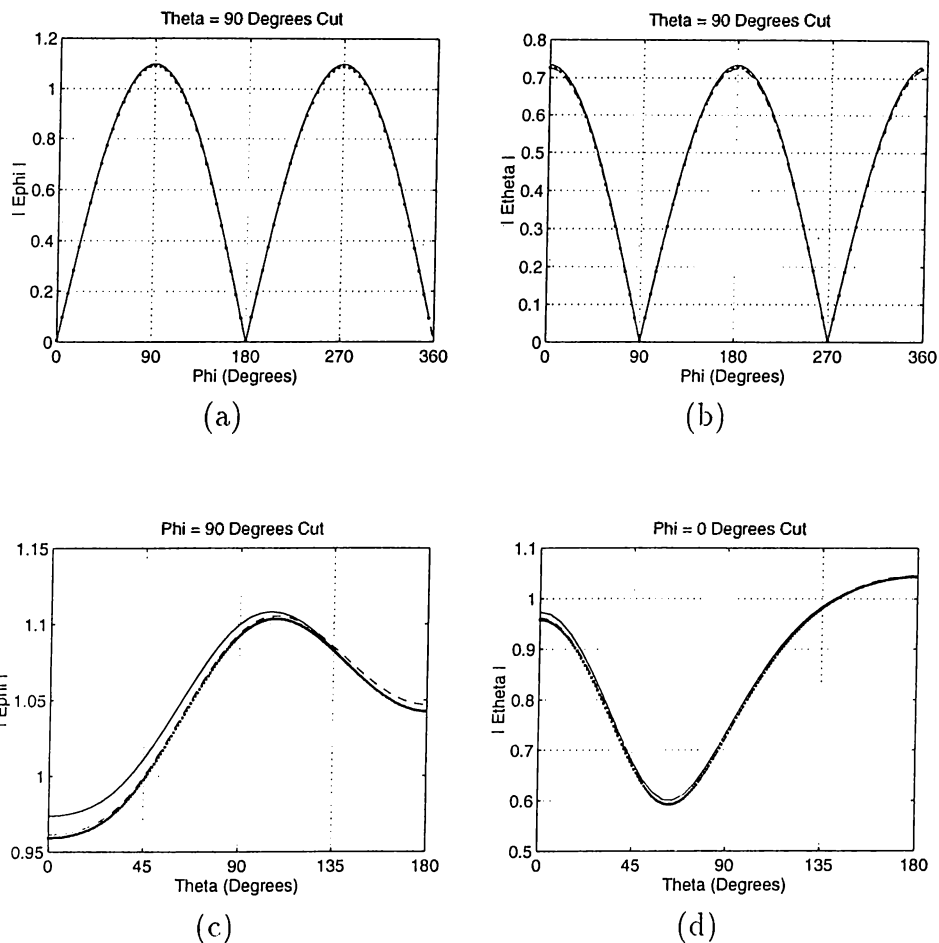 Theta = 90 Degrees Cut
1.2
1
0.8
0.6
0.4
0.2
0
| Ephi |
0 90 180 270 360
Phi (Degrees)
(a)
Theta = 90 Degrees Cut
0.8
0.7
0.6
0.5
0.4
0.3
0.2
0.1
0
| Etheta |
0 90 180 270 360
Phi (Degrees)
(b)
Phi = 90 Degrees Cut
1.15
1.1
1.05
1
0.95
| Ephi |
0 45 90 135 180
Theta (Degrees)
(c)
Phi = 0 Degrees Cut
1.1
1
0.9
0.8
0.7
0.6
0.5
| Etheta |
0 45 90 135 180
Theta (Degrees)
(d)